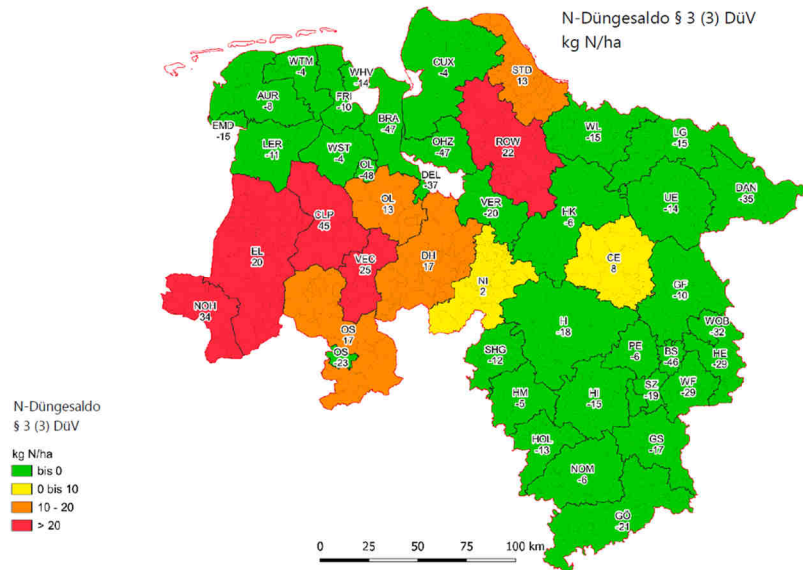 N-Düngesaldo § 3 (3) DüV
kg N/ha
WTM
-4
WHV
-14
CUX
-4
STD
13
AUR
-8
FRI
-10
BRA
-47
EMD
-15
LER
-11
WST
-4
OHZ
-47
ROW
22
WL
-15
LG
-15
OL
-48
DEL
-37
OL
13
VER
-20
HK
-6
UE
-14
DAN
-35
CLP
45
EL
20
VEC
25
DH
17
NI
2
CE
8
GF
-10
NOH
34
OS
17
OS
-23
H
-18
WOB
-32
SHG
-12
PE
-6
BS
-46
HE
-29
HM
-5
HI
-15
SZ
-19
WF
-29
HOL
-13
GS
-17
NOM
-6
GÖ
-21
N-Düngesaldo
§ 3 (3) DüV
kg N/ha
bis 0
0 bis 10
10 - 20
> 20
0 25 50 75 100 km